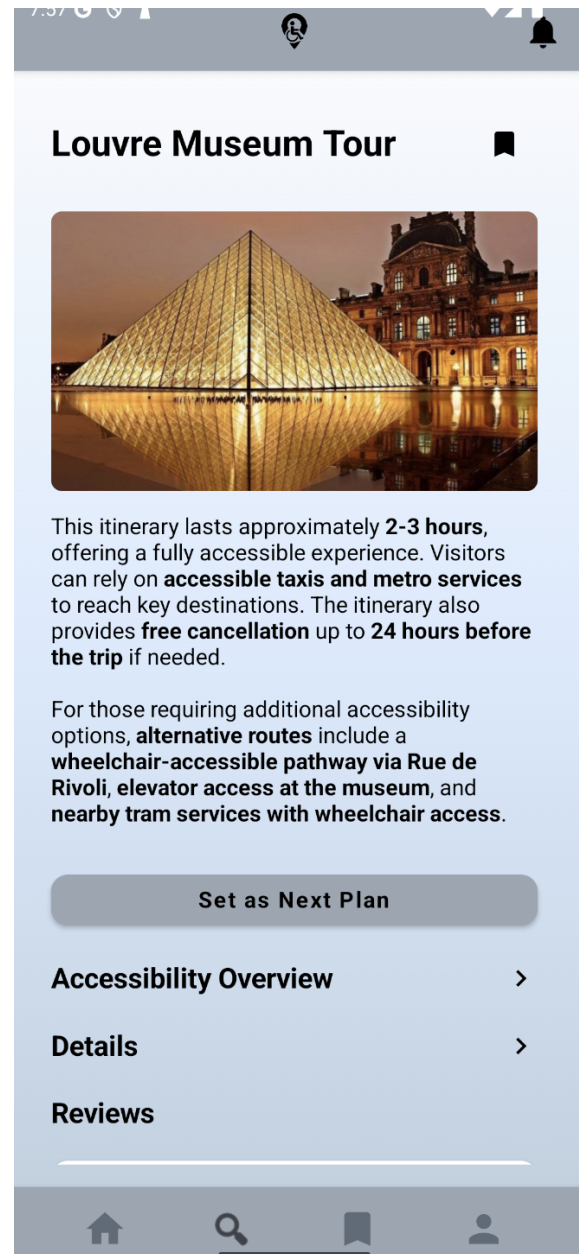 7:57
Louvre Museum Tour
This itinerary lasts approximately 2-3 hours,
offering a fully accessible experience. Visitors
can rely on accessible taxis and metro services
to reach key destinations. The itinerary also
provides free cancellation up to 24 hours before
the trip if needed.
For those requiring additional accessibility
options, alternative routes include a
wheelchair-accessible pathway via Rue de
Rivoli, elevator access at the museum, and
nearby tram services with wheelchair access.
Set as Next Plan
Accessibility Overview
Details
Reviews